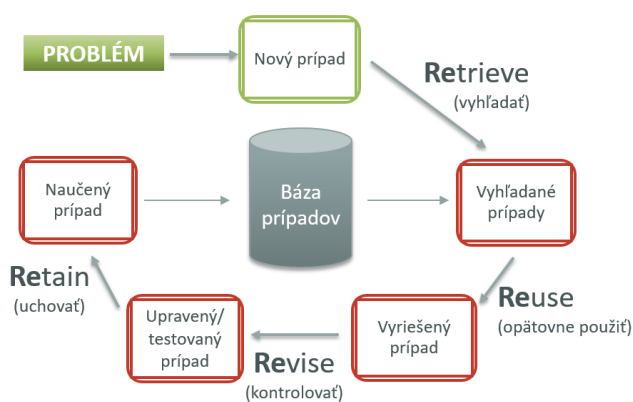 PROBLÉM
Nový prípad
Retrieve
(vyhľadať)
Naučený
prípad
Báza
prípadov
Vyhľadané
prípady
Retain
(uchovať)
Reuse
(opätovne použiť)
Upravený/
testovaný
prípad
Vyriešený
prípad
Revise
(kontrolovať)